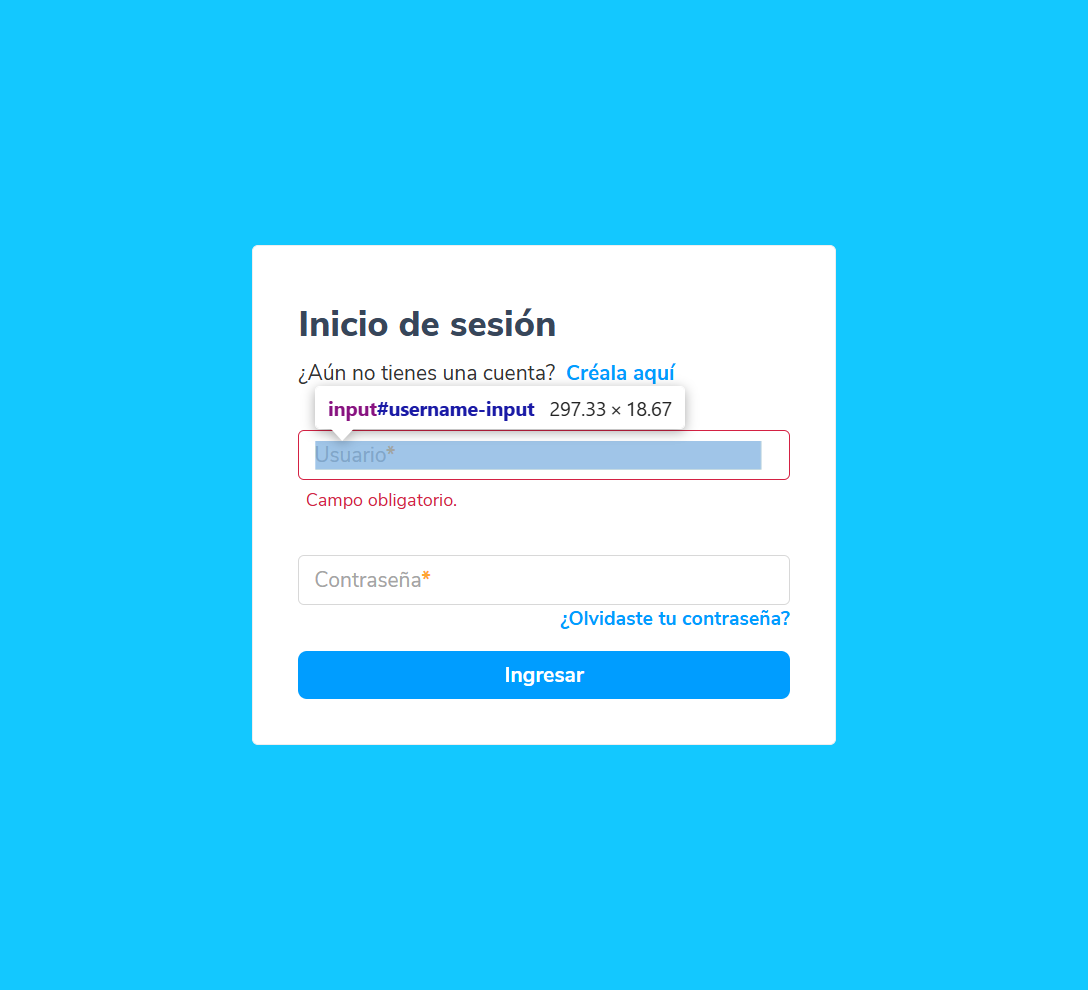 Inicio de sesión
¿Aún no tienes una cuenta? Créala aquí
input#username-input 297.33 × 18.67
Usuario*
Campo obligatorio.
Contraseña*
¿Olvidaste tu contraseña?
Ingresar